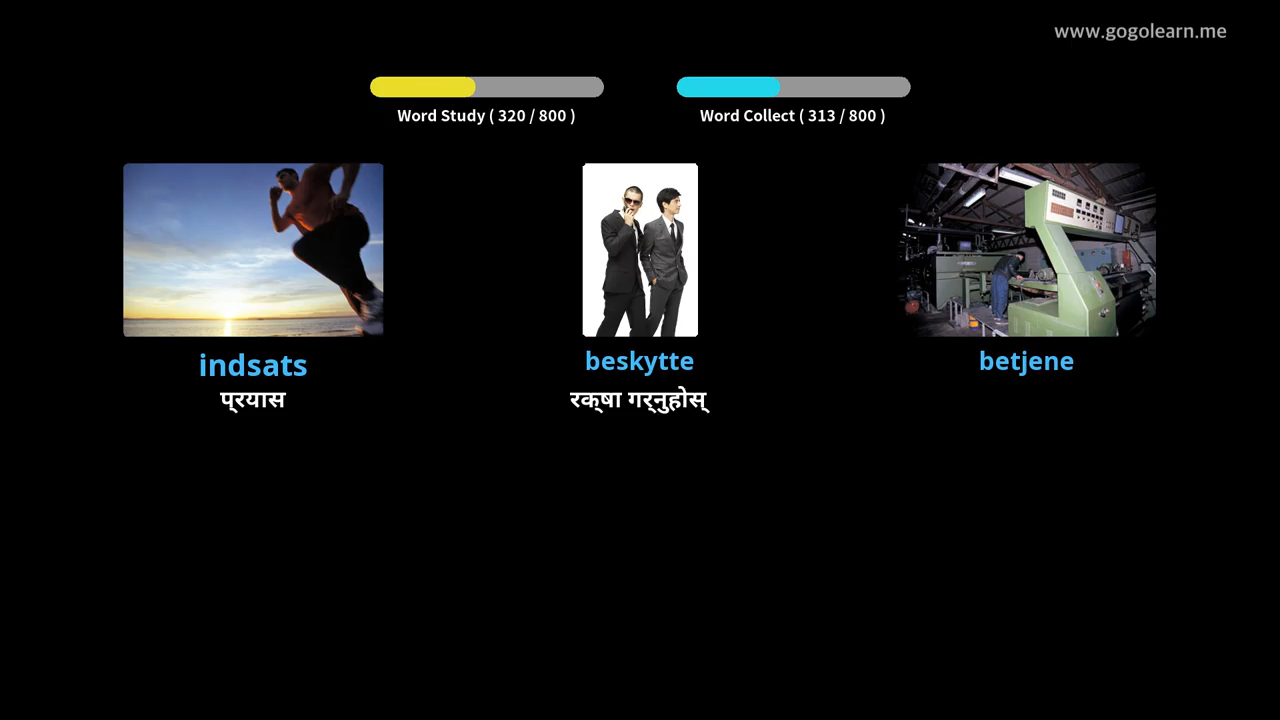 www.gogolearn.me
Word Study ( 320 / 800 )
Word Collect ( 313 / 800 )
indsats
प्रयास
beskytte
रक्षा गर्नुहोस्
betjene